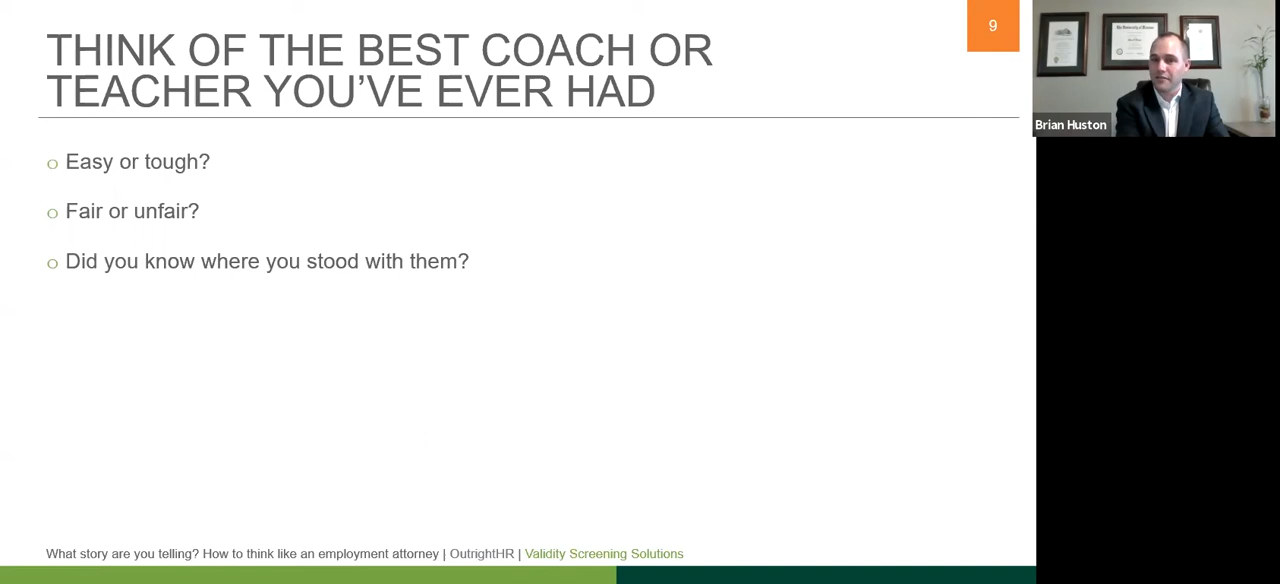 9
THINK OF THE BEST COACH OR
TEACHER YOU'VE EVER HAD
o Easy or tough?
o Fair or unfair?
o Did you know where you stood with them?
What story are you telling? How to think like an employment attorney | OutrightHR | Validity Screening Solutions
Brian Huston